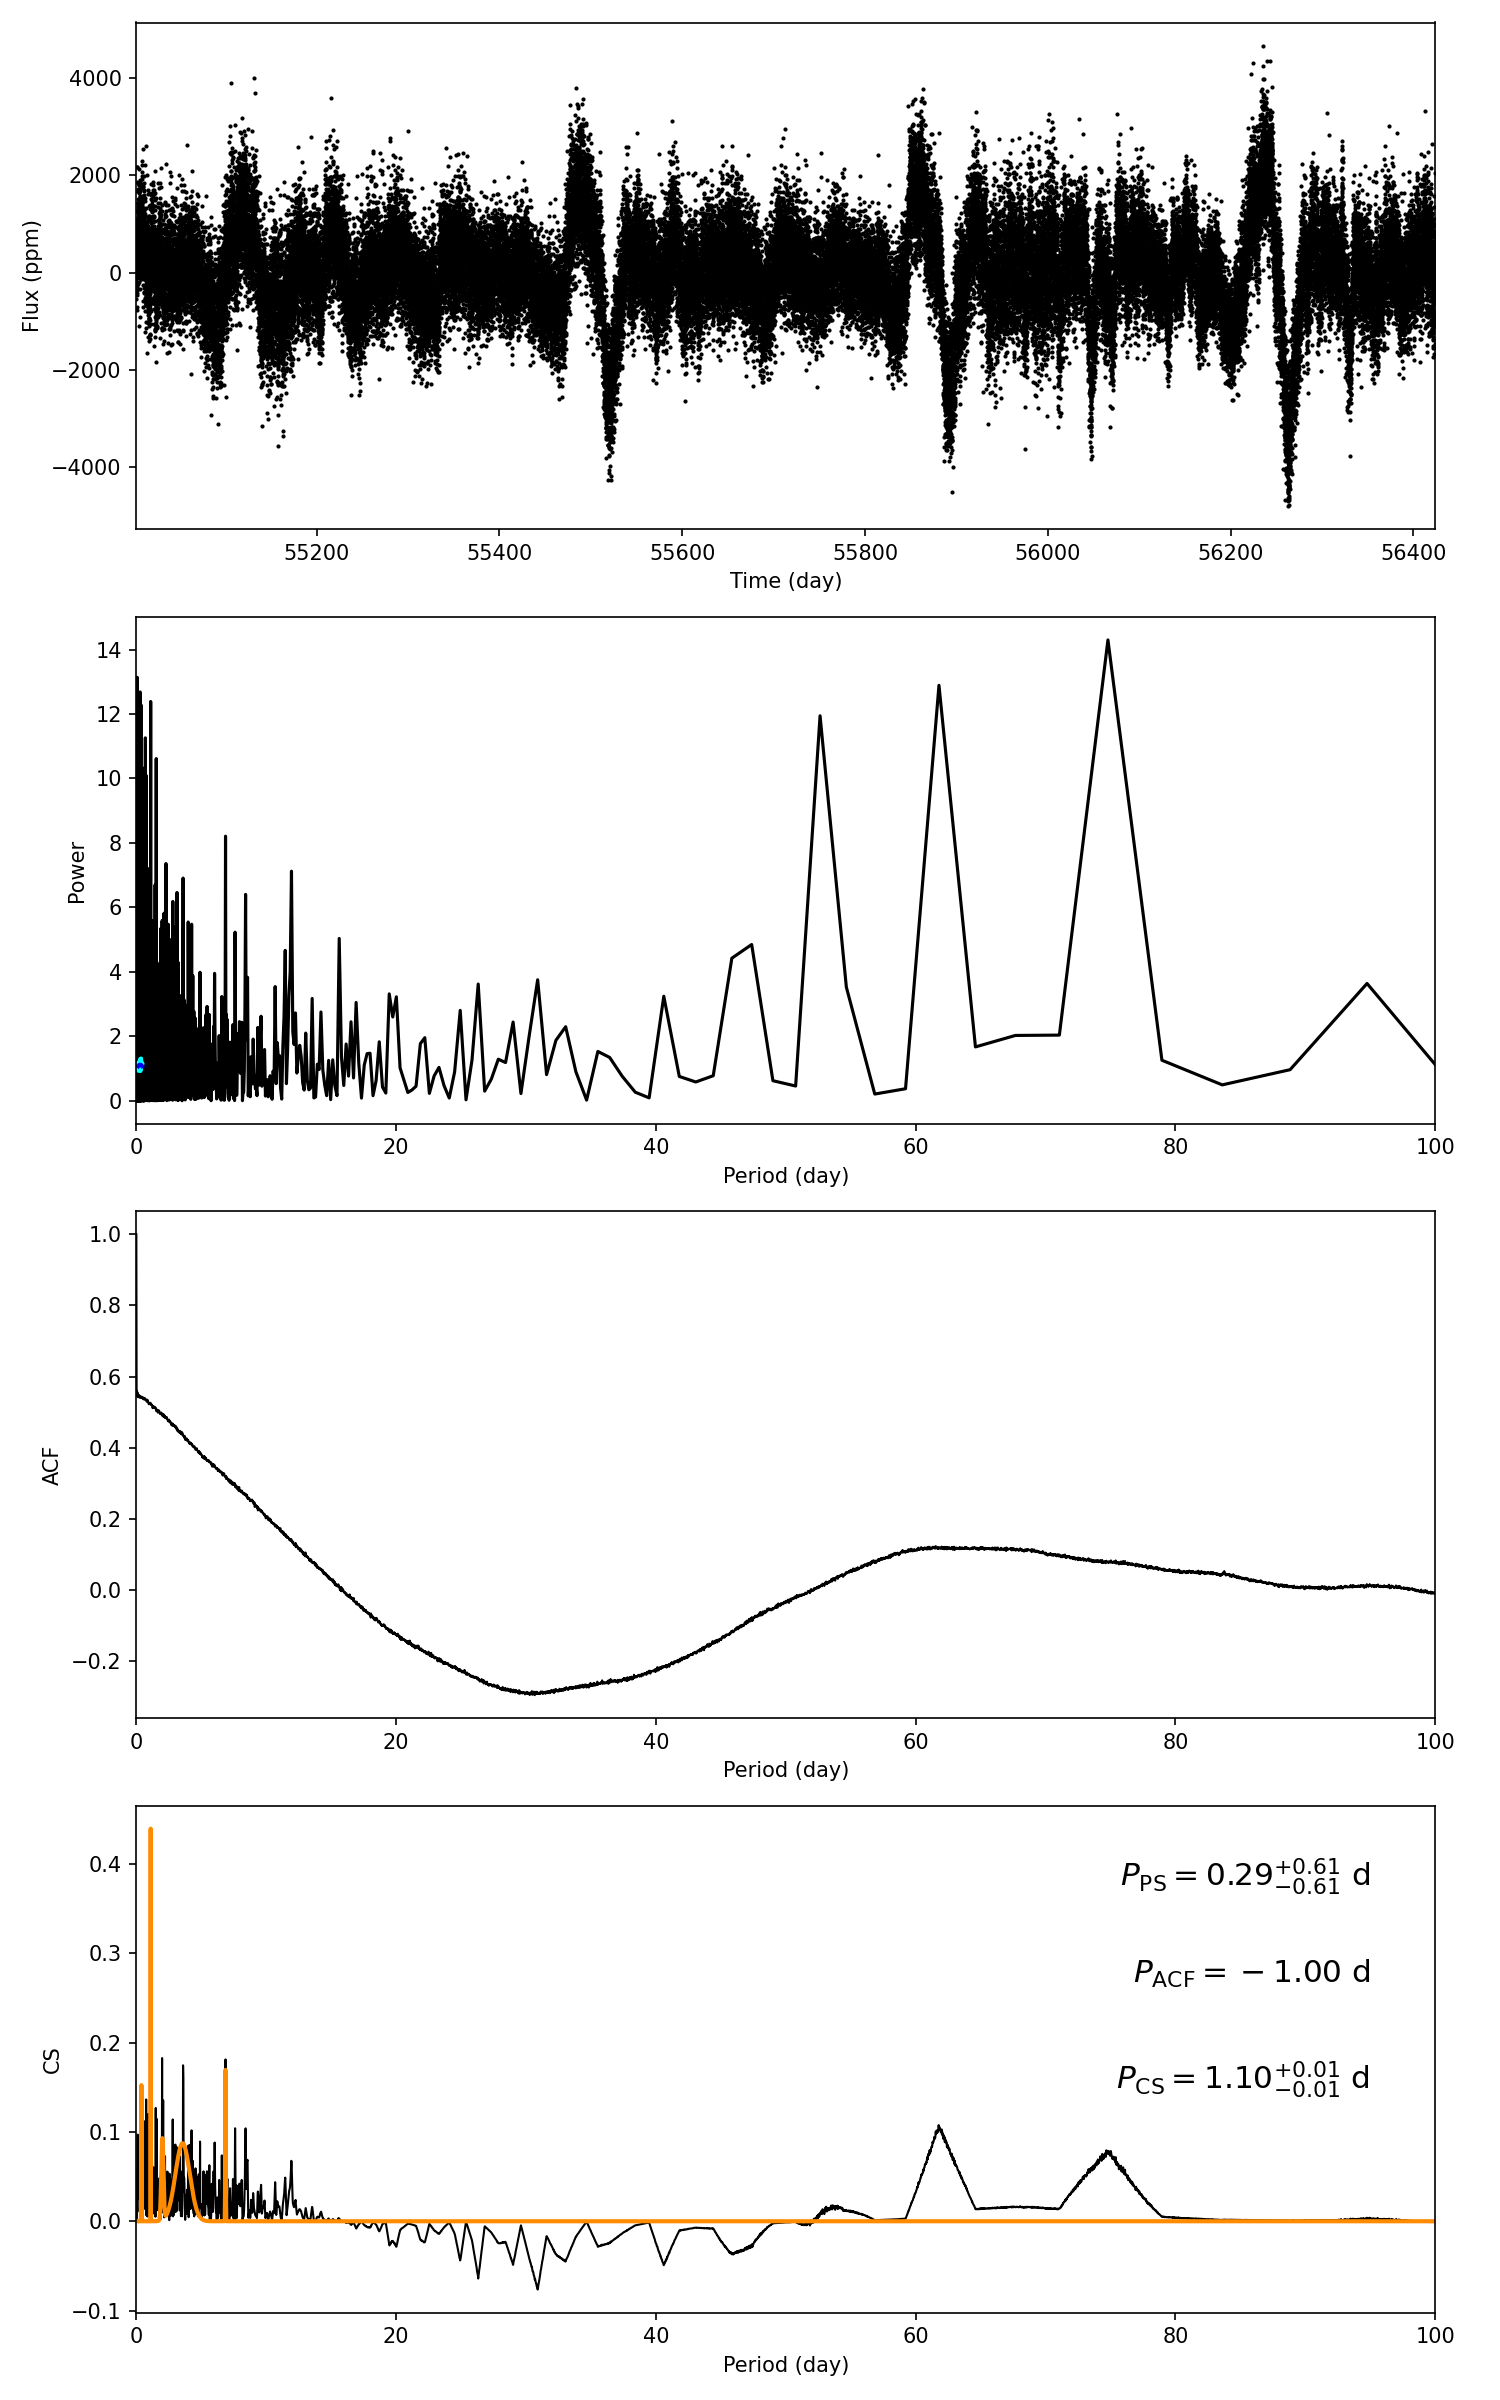 4000
2000
0
−2000
−4000
Flux (ppm)
55200 55400 55600 55800 56000 56200 56400
Time (day)
14
12
10
8
6
4
2
0
Power
0 20 40 60 80 100
Period (day)
1.0
0.8
0.6
0.4
0.2
0.0
−0.2
ACF
0 20 40 60 80 100
Period (day)
0.4
0.3
0.2
0.1
0.0
−0.1
CS
P_PS = 0.29^{+0.61}_{−0.61} d
P_ACF = −1.00 d
P_CS = 1.10^{+0.01}_{−0.01} d
0 20 40 60 80 100
Period (day)